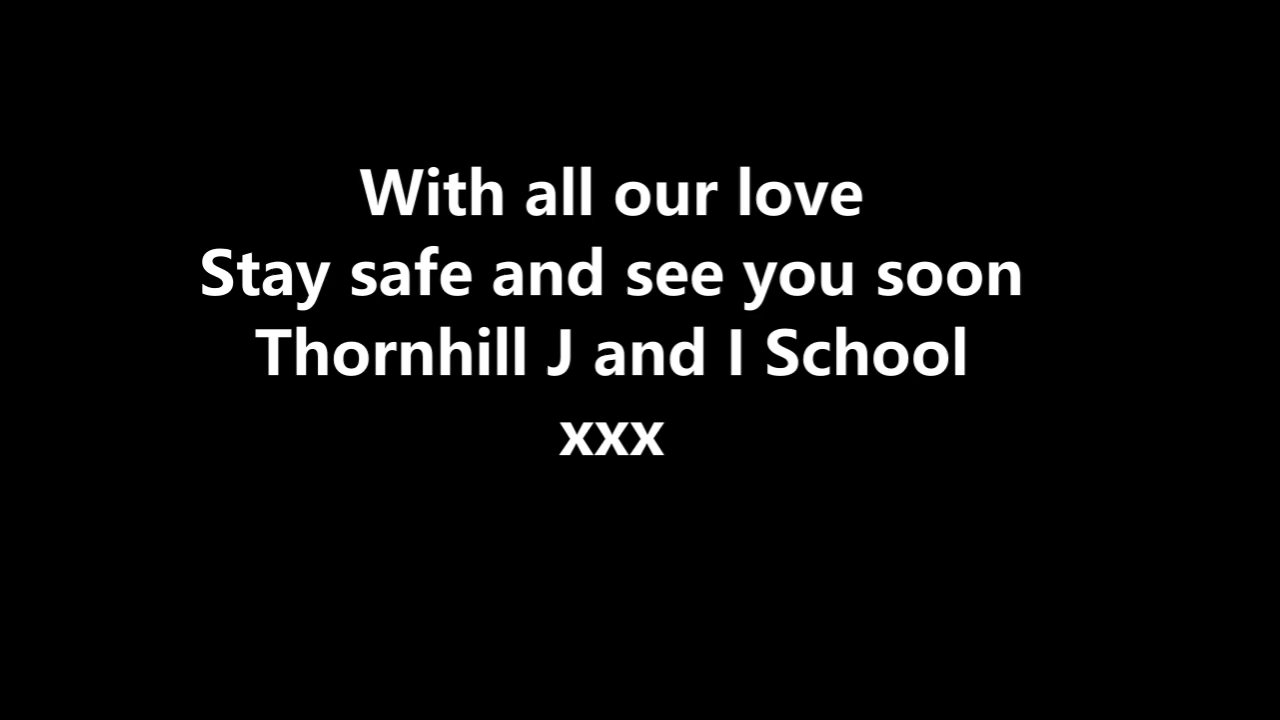 With all our love
Stay safe and see you soon
Thornhill J and I School
xxx